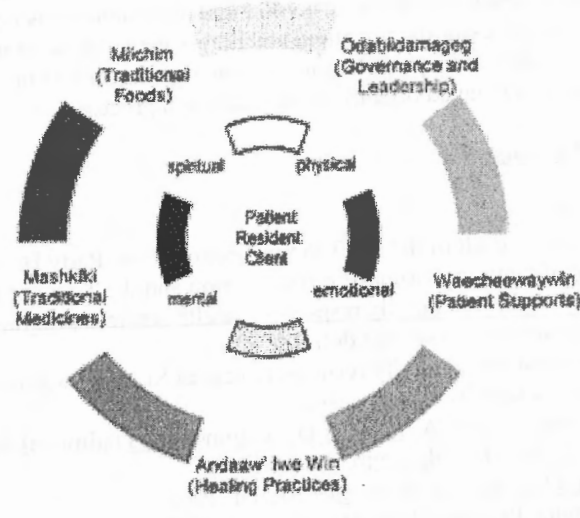 Miichim
(Traditional
Foods)
Odabiidamageg
(Governance and
Leadership)
spiritual
physical
Patient
Resident
Client
mental
emotional
Mashkiki
(Traditional
Medicines)
Waecheewaywin
(Patient Supports)
Andaaw' Iwe Win
(Healing Practices)